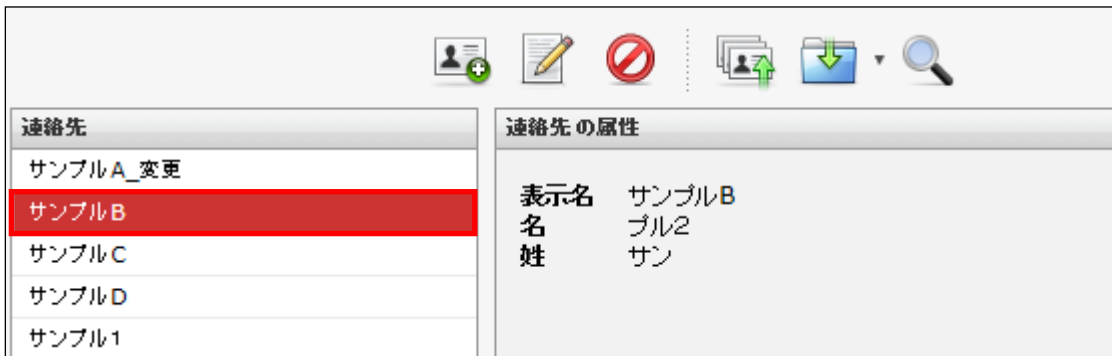 連絡先
サンプルA_変更
サンプルB
サンプルC
サンプルD
サンプル1
連絡先の属性
表示名 サンプルB
名 プル2
姓 サン